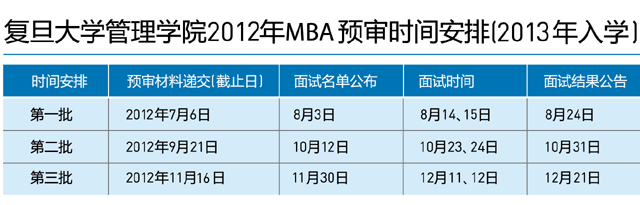 复旦大学管理学院2012年MBA预审时间安排(2013年入学)
时间安排 预审材料递交(截止日) 面试名单公布 面试时间 面试结果公告
第一批 2012年7月6日 8月3日 8月14、15日 8月24日
第二批 2012年9月21日 10月12日 10月23、24日 10月31日
第三批 2012年11月16日 11月30日 12月11、12日 12月21日